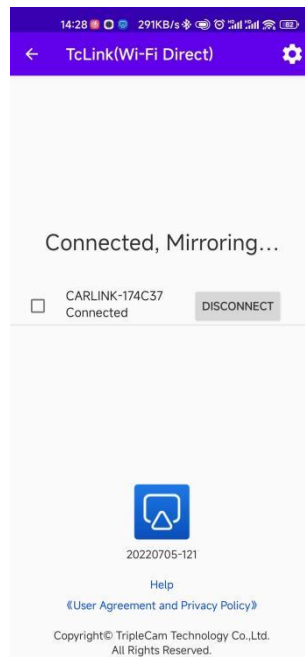 14:28 291KB/s 82
TcLink(Wi-Fi Direct)
Connected, Mirroring...
CARLINK-174C37
Connected
DISCONNECT
20220705-121
Help
《User Agreement and Privacy Policy》
Copyright© TripleCam Technology Co.,Ltd.
All Rights Reserved.